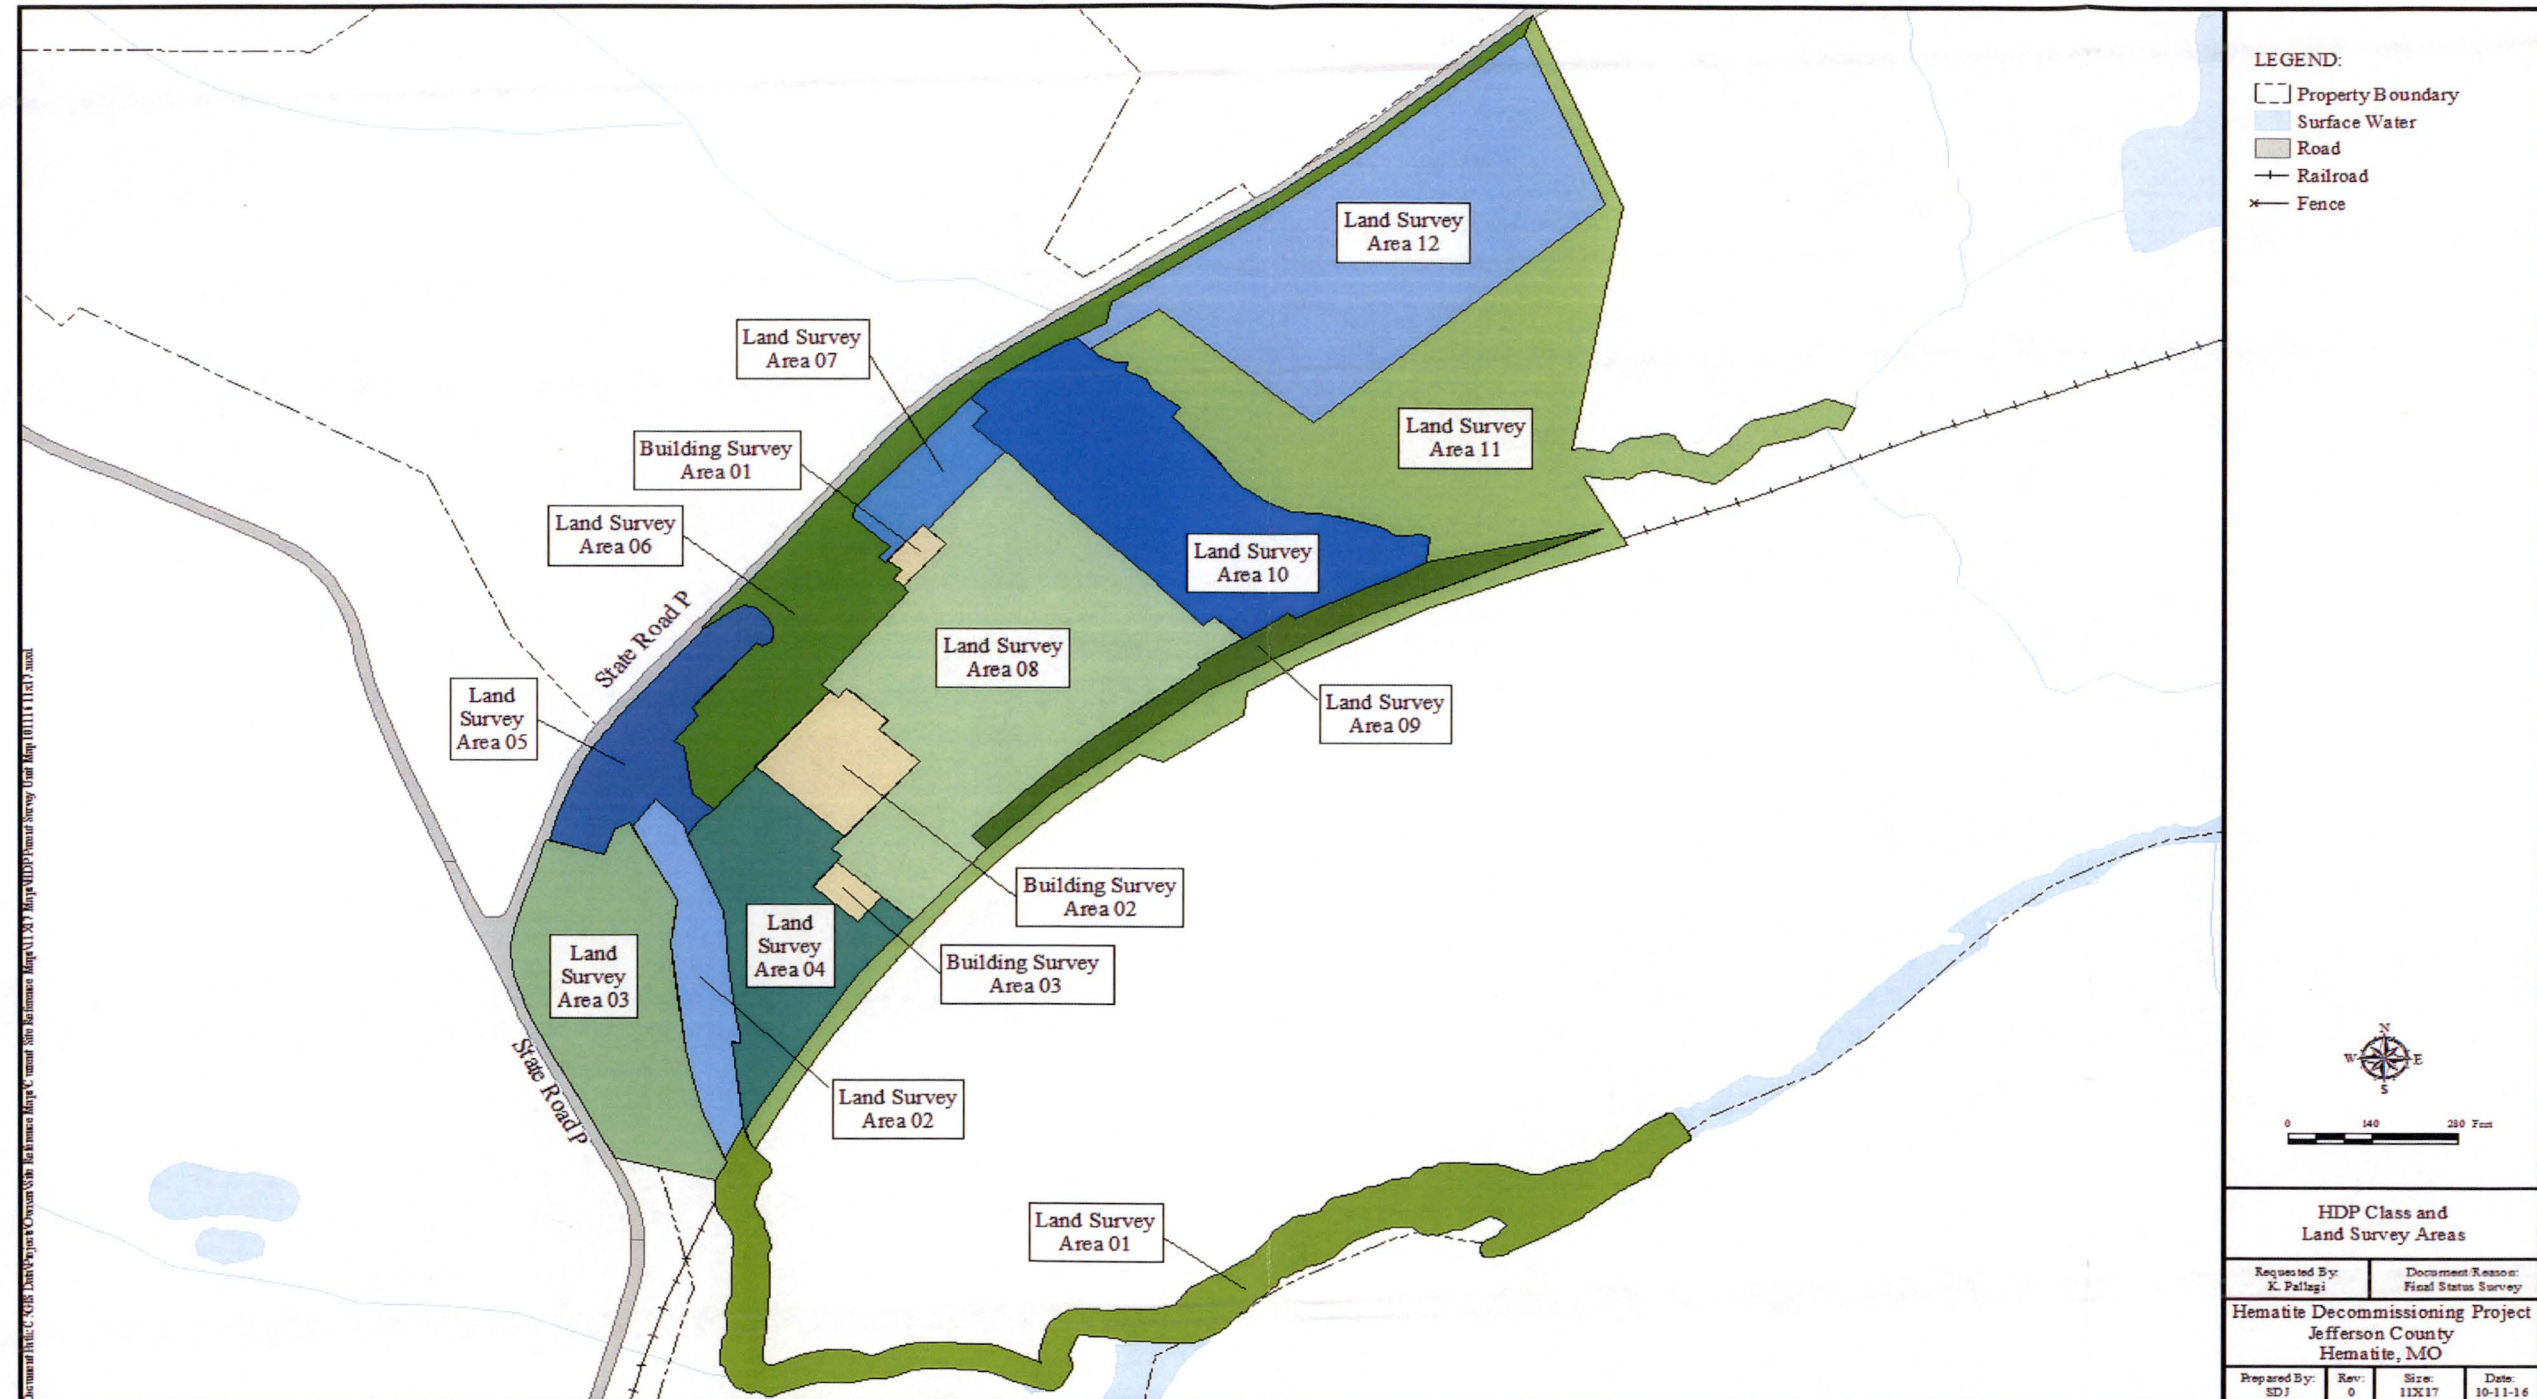 LEGEND:
Property Boundary
Surface Water
Road
Railroad
Fence
Land Survey
Area 12
Land Survey
Area 07
Building Survey
Area 01
Land Survey
Area 11
Land Survey
Area 06
Land Survey
Area 10
State Road P
Land Survey
Area 08
Land
Survey
Area 05
Land Survey
Area 09
Building Survey
Area 02
Land
Survey
Area 04
Land
Survey
Area 03
Building Survey
Area 03
State Road P
Land Survey
Area 02
Land Survey
Area 01
N
W E
S
0 140 280 Feet
HDP Class and
Land Survey Areas
Requested By:
K. Pallagi
Document Reason:
Final Status Survey
Hematite Decommissioning Project
Jefferson County
Hematite, MO
Prepared By:
SDJ
Rev:
0
Size:
11X17
Date:
10-11-16